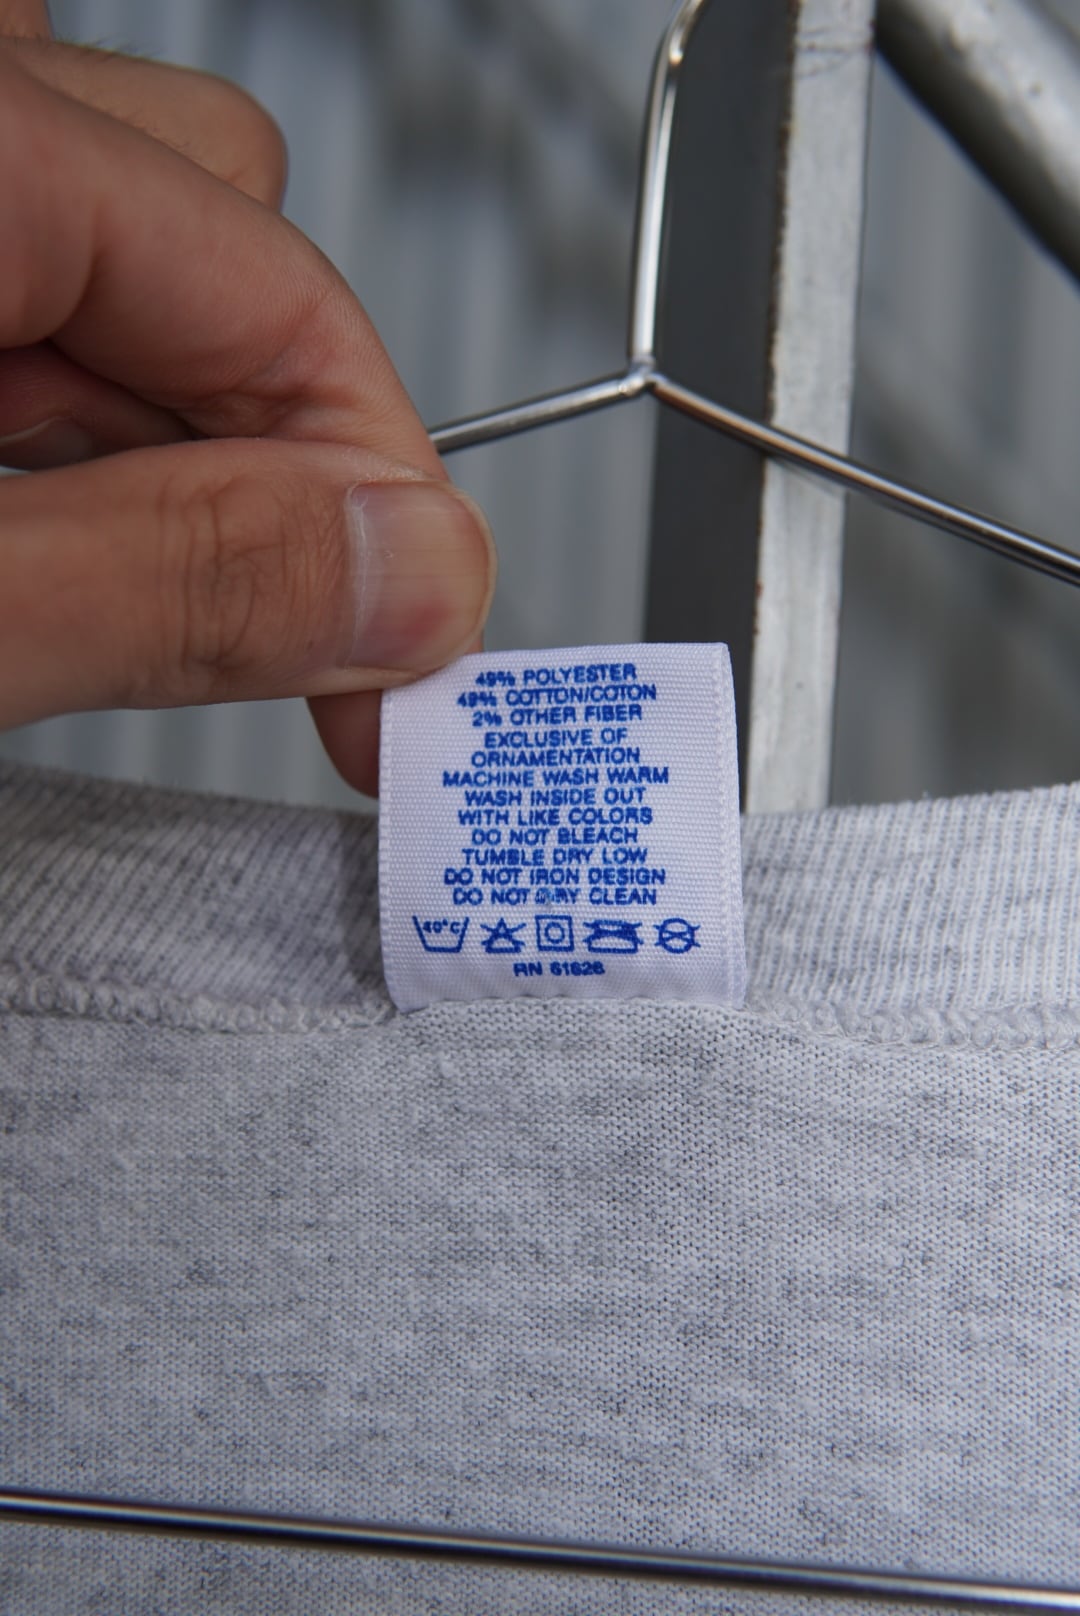 49% POLYESTER
49% COTTON/COTON
2% OTHER FIBER
EXCLUSIVE OF
ORNAMENTATION
MACHINE WASH WARM
WASH INSIDE OUT
WITH LIKE COLORS
DO NOT BLEACH
TUMBLE DRY LOW
DO NOT IRON DESIGN
DO NOT DRY CLEAN
40°C
RN 61626